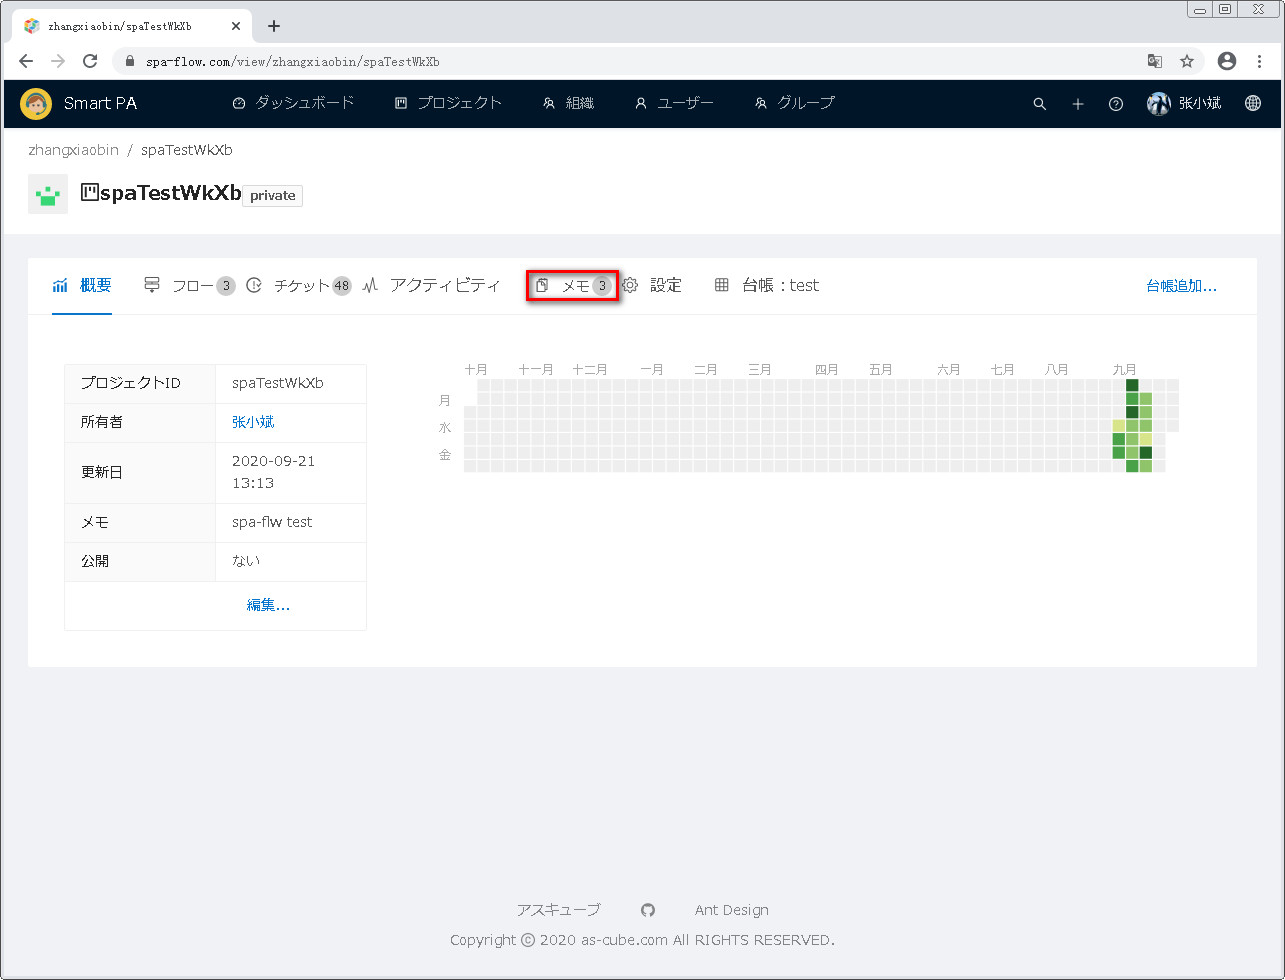 zhangxiaobin/spaTestWkXb
spa-flow.com/view/zhangxiaobin/spaTestWkXb
Smart PA ダッシュボード プロジェクト 組織 ユーザー グループ 张小斌
zhangxiaobin / spaTestWkXb
spaTestWkXb private
概要 フロー 3 チケット 48 アクティビティ メモ 3 設定 台帳：test 台帳追加...
十月 十一月 十二月 一月 二月 三月 四月 五月 六月 七月 八月 九月
月
水
金
プロジェクトID spaTestWkXb
所有者 张小斌
更新日 2020-09-21 13:13
メモ spa-flw test
公開 ない
編集...
アスキューブ Ant Design
Copyright © 2020 as-cube.com All RIGHTS RESERVED.